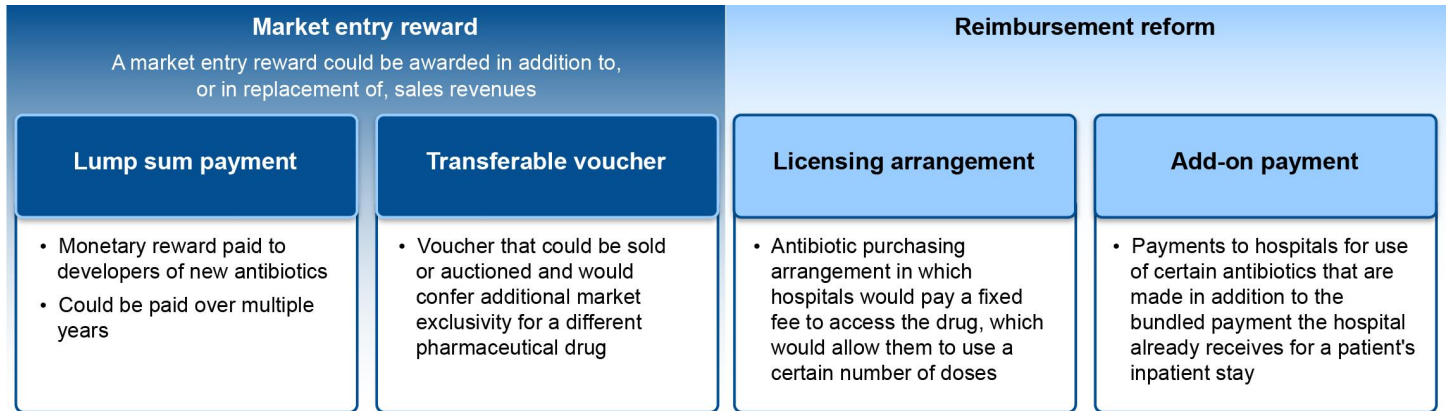 Market entry reward
A market entry reward could be awarded in addition to,
or in replacement of, sales revenues
Reimbursement reform
Lump sum payment
• Monetary reward paid to
developers of new antibiotics
• Could be paid over multiple
years
Transferable voucher
• Voucher that could be sold
or auctioned and would
confer additional market
exclusivity for a different
pharmaceutical drug
Licensing arrangement
• Antibiotic purchasing
arrangement in which
hospitals would pay a fixed
fee to access the drug, which
would allow them to use a
certain number of doses
Add-on payment
• Payments to hospitals for use
of certain antibiotics that are
made in addition to the
bundled payment the hospital
already receives for a patient's
inpatient stay